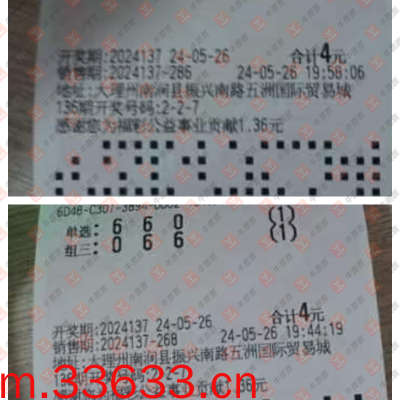 开奖期:2024137 24-05-26 合计4元
销售期:2024137-286 24-05-26 19:58:06
地址:大理州南涧县振兴南路五洲国际贸易城
136期开奖号码:2-2-7
感谢您为福彩公益事业贡献1.36元
单选: 6 6 0 {1}
组三: 0 6 6 {1}
合计4元
开奖期:2024137 24-05-26
销售期:2024137-268 24-05-26 19:44:19
地址:大理州南涧县振兴南路五洲国际贸易城
m.33633.cn